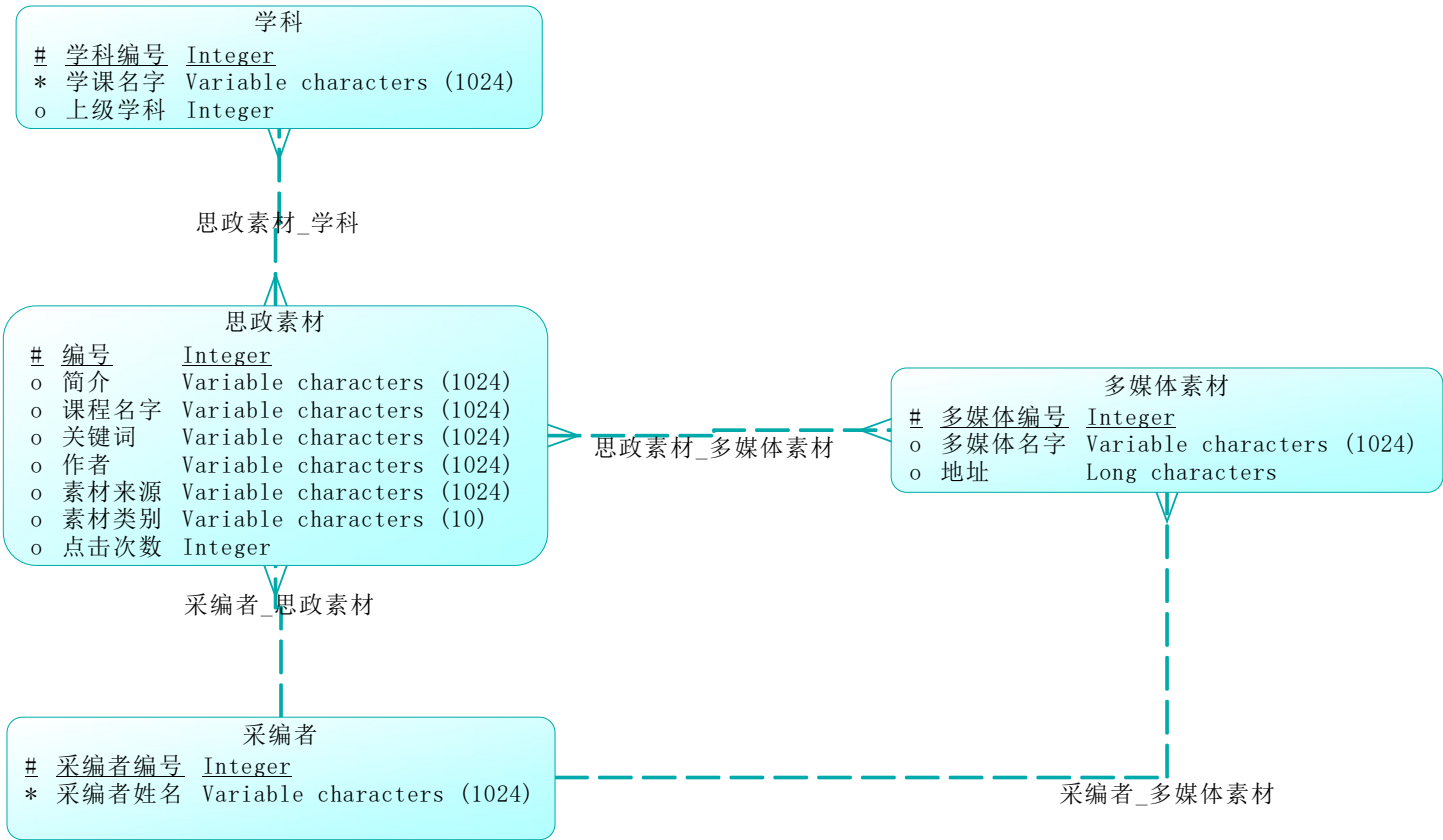 学科
# 学科编号 Integer
* 学课名字 Variable characters (1024)
o 上级学科 Integer
思政素材_学科
思政素材
# 编号 Integer
o 简介 Variable characters (1024)
o 课程名字 Variable characters (1024)
o 关键词 Variable characters (1024)
o 作者 Variable characters (1024)
o 素材来源 Variable characters (1024)
o 素材类别 Variable characters (10)
o 点击次数 Integer
思政素材_多媒体素材
多媒体素材
# 多媒体编号 Integer
o 多媒体名字 Variable characters (1024)
o 地址 Long characters
采编者_思政素材
采编者
# 采编者编号 Integer
* 采编者姓名 Variable characters (1024)
采编者_多媒体素材